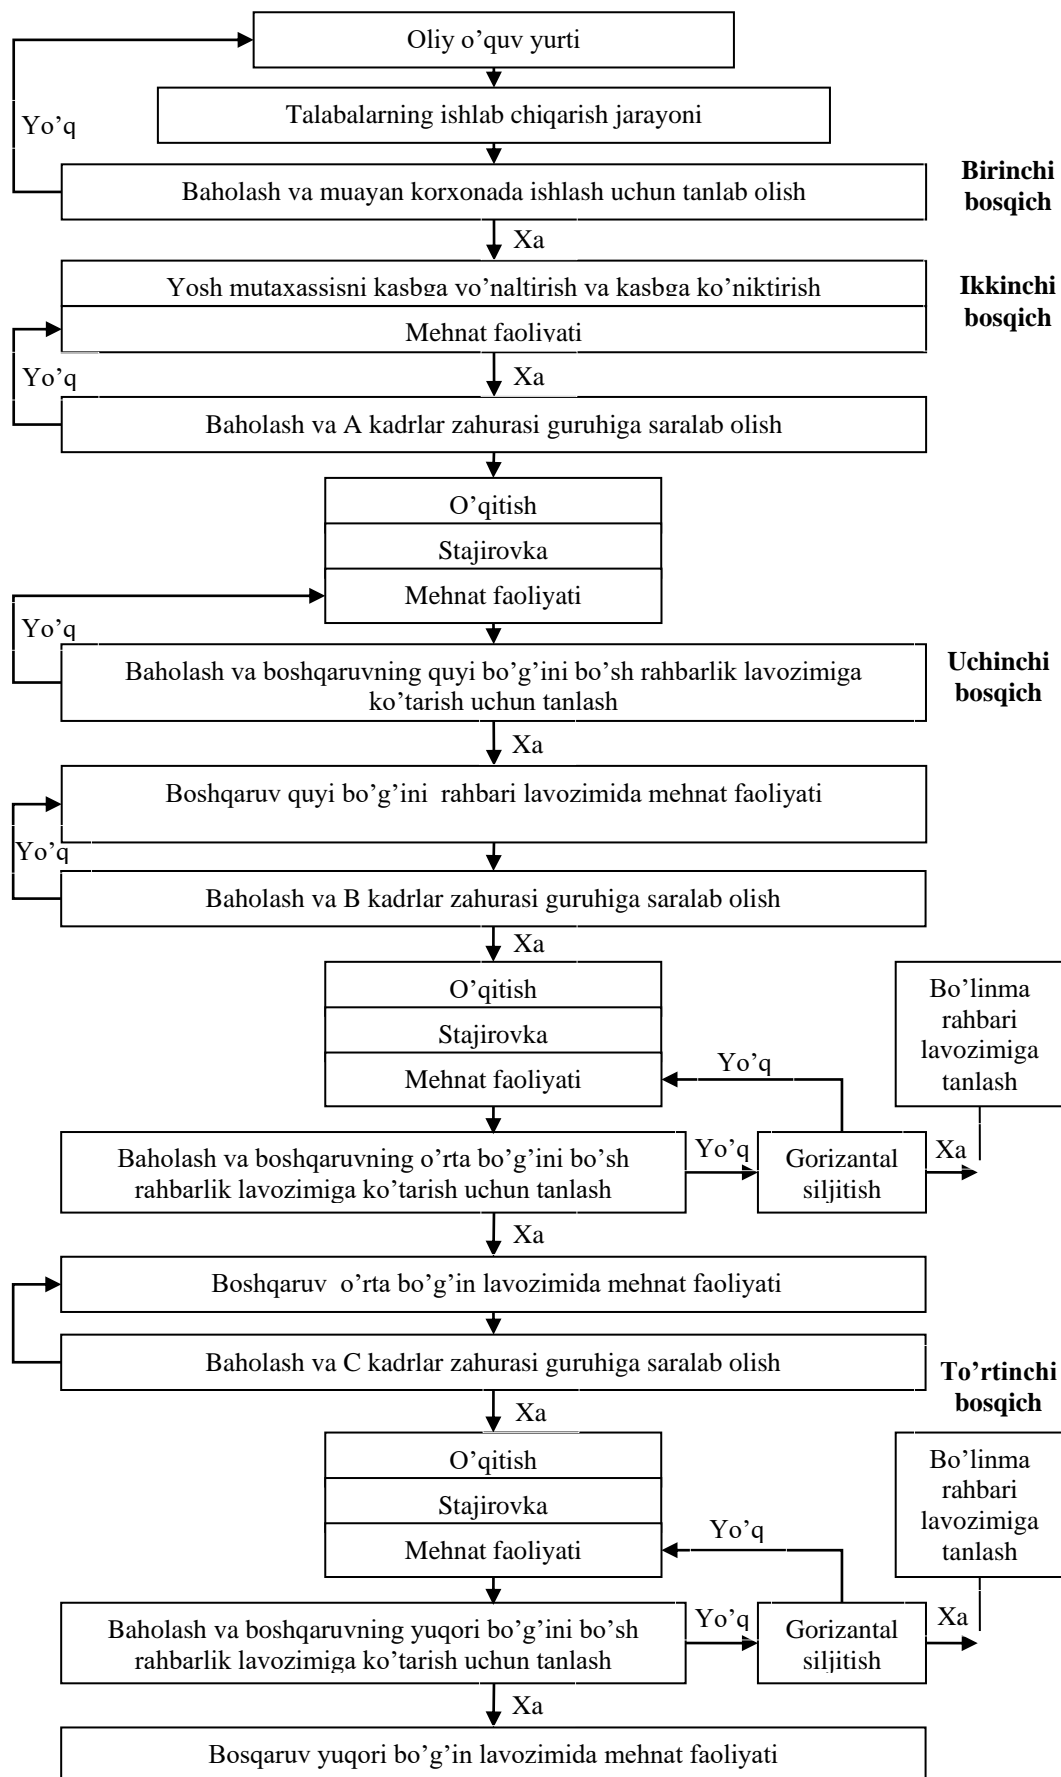 Oliy o’quv yurti
Talabalarning ishlab chiqarish jarayoni
Yo’q
Baholash va muayan korxonada ishlash uchun tanlab olish
Birinchi
bosqich
Xa
Yosh mutaxassisni kasbga yo’naltirish va kasbga ko’niktirish
Ikkinchi
bosqich
Mehnat faoliyati
Yo’q
Xa
Baholash va A kadrlar zahurasi guruhiga saralab olish
O’qitish
Stajirovka
Mehnat faoliyati
Yo’q
Baholash va boshqaruvning quyi bo’g’ini bo’sh rahbarlik lavozimiga
ko’tarish uchun tanlash
Uchinchi
bosqich
Xa
Boshqaruv quyi bo’g’ini rahbari lavozimida mehnat faoliyati
Yo’q
Baholash va B kadrlar zahurasi guruhiga saralab olish
Xa
O’qitish
Stajirovka
Mehnat faoliyati
Yo’q
Bo’linma
rahbari
lavozimiga
tanlash
Baholash va boshqaruvning o’rta bo’g’ini bo’sh
rahbarlik lavozimiga ko’tarish uchun tanlash
Yo’q
Gorizantal
siljitish
Xa
Xa
Boshqaruv o’rta bo’g’in lavozimida mehnat faoliyati
Baholash va C kadrlar zahurasi guruhiga saralab olish
To’rtinchi
bosqich
Xa
O’qitish
Stajirovka
Mehnat faoliyati
Yo’q
Bo’linma
rahbari
lavozimiga
tanlash
Baholash va boshqaruvning yuqori bo’g’ini bo’sh
rahbarlik lavozimiga ko’tarish uchun tanlash
Yo’q
Gorizantal
siljitish
Xa
Xa
Bosqaruv yuqori bo’g’in lavozimida mehnat faoliyati